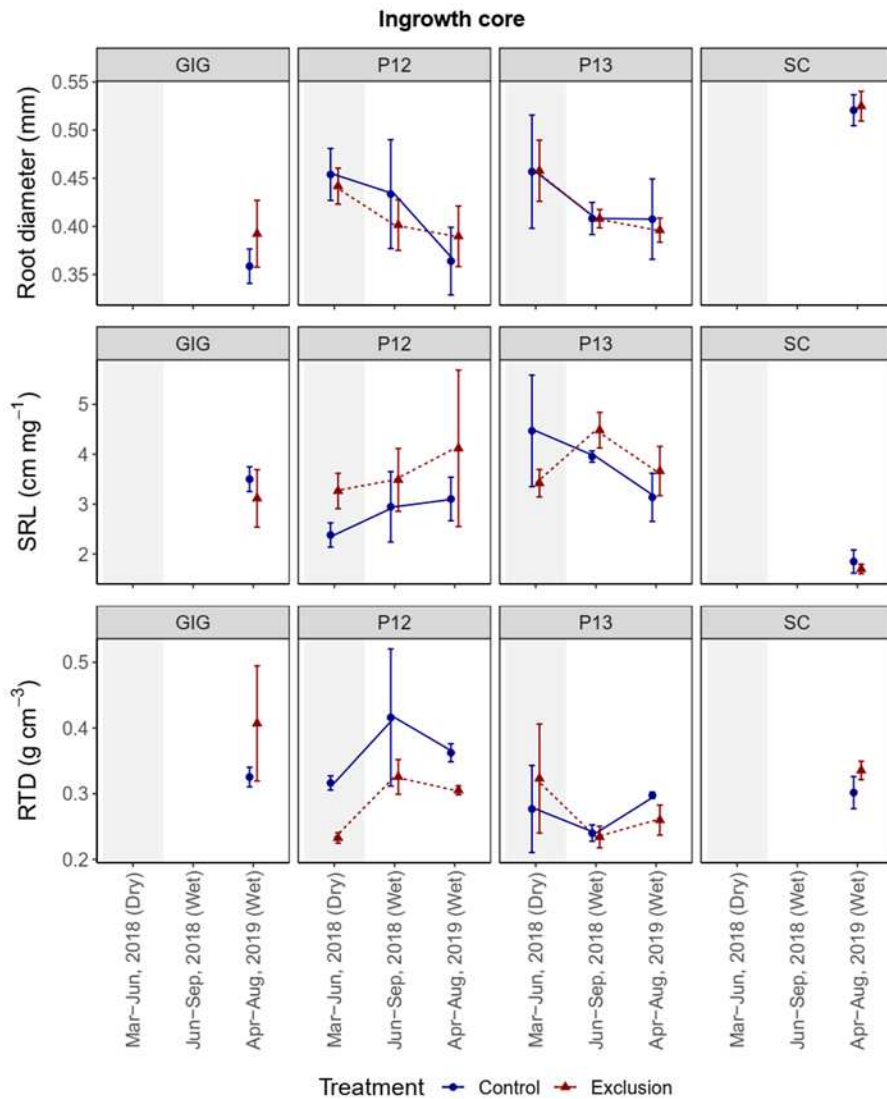 Ingrowth core
GIG P12 P13 SC
Root diameter (mm)
0.55
0.50
0.45
0.40
0.35
GIG P12 P13 SC
SRL (cm mg⁻¹)
5
4
3
2
GIG P12 P13 SC
RTD (g cm⁻³)
0.5
0.4
0.3
0.2
Mar−Jun, 2018 (Dry)
Jun−Sep, 2018 (Wet)
Apr−Aug, 2019 (Wet)
Mar−Jun, 2018 (Dry)
Jun−Sep, 2018 (Wet)
Apr−Aug, 2019 (Wet)
Mar−Jun, 2018 (Dry)
Jun−Sep, 2018 (Wet)
Apr−Aug, 2019 (Wet)
Mar−Jun, 2018 (Dry)
Jun−Sep, 2018 (Wet)
Apr−Aug, 2019 (Wet)
Treatment Control Exclusion